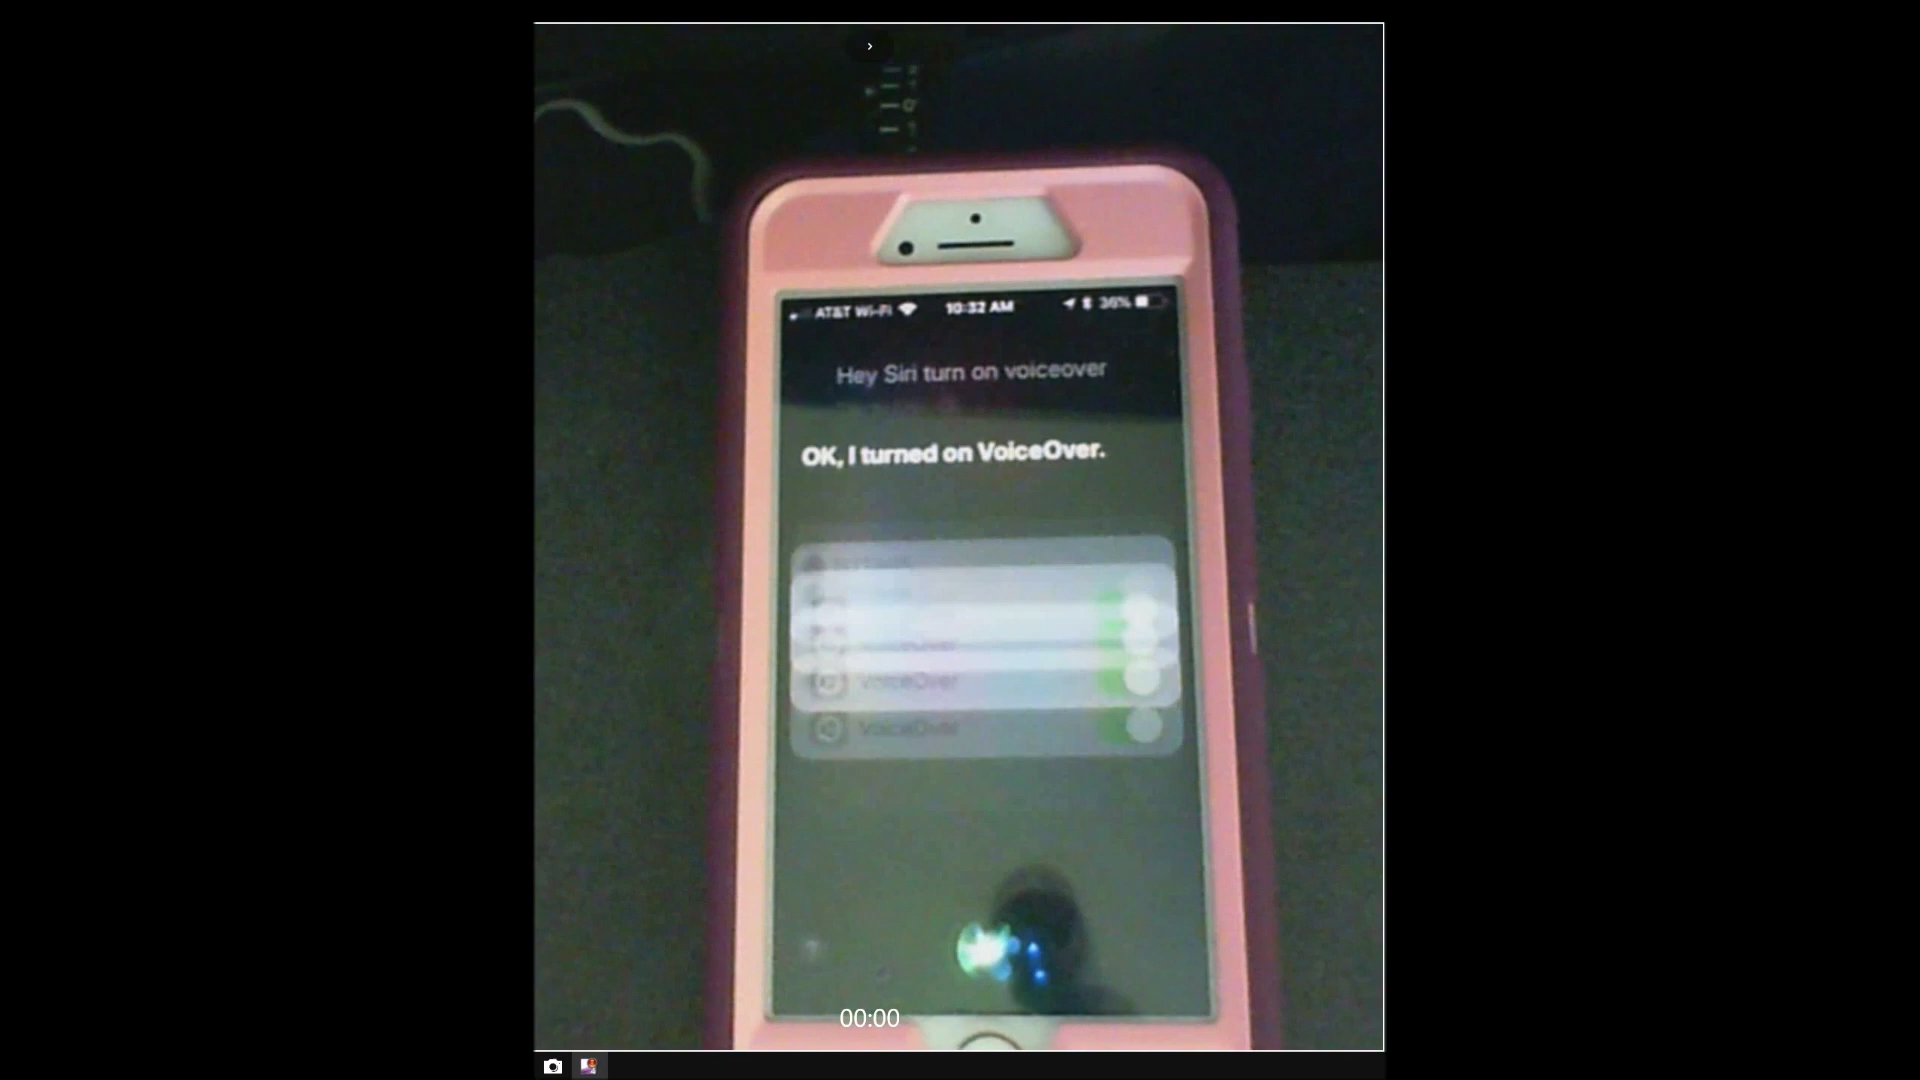 AT&T Wi-Fi 10:32 AM 36%
Hey Siri turn on voiceover
OK, I turned on VoiceOver.
VoiceOver
VoiceOver
VoiceOver
00:00